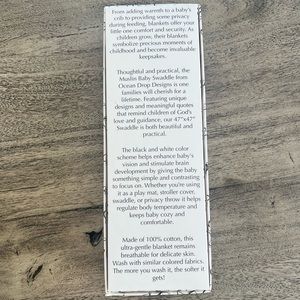 From adding warmth to a baby's
crib to providing some privacy
during feeding, blankets offer your
little one comfort and security. As
children grow, their blankets
symbolize precious moments of
childhood and become invaluable
keepsakes.
Thoughtful and practical, the
Muslin Baby Swaddle from
Ocean Drop Designs is one
families will cherish for a
lifetime. Featuring unique
designs and meaningful quotes
that remind children of God's
love and guidance, our 47"x47"
Swaddle is both beautiful and
practical.
The black and white color
scheme helps enhance baby's
vision and stimulate brain
development by giving the baby
something simple and contrasting
to focus on. Whether you're using
it as a play mat, stroller cover,
swaddle, or privacy throw it helps
regulate body temperature and
keeps baby cozy and
comfortable.
Made of 100% cotton, this
ultra-gentle blanket remains
breathable for delicate skin.
Wash with similar colored fabrics.
The more you wash it, the softer it
gets!